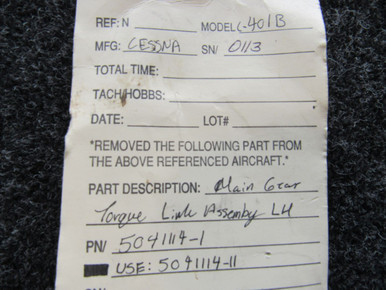 REF: N MODEL C-401B
MFG: CESSNA SN/ 0113
TOTAL TIME:
TACH/HOBBS:
DATE: LOT#
*REMOVED THE FOLLOWING PART FROM
THE ABOVE REFERENCED AIRCRAFT.*
PART DESCRIPTION: Main Gear
Torque Link Assembly LH
PN/ 5041114-1
USE: 5041114-11